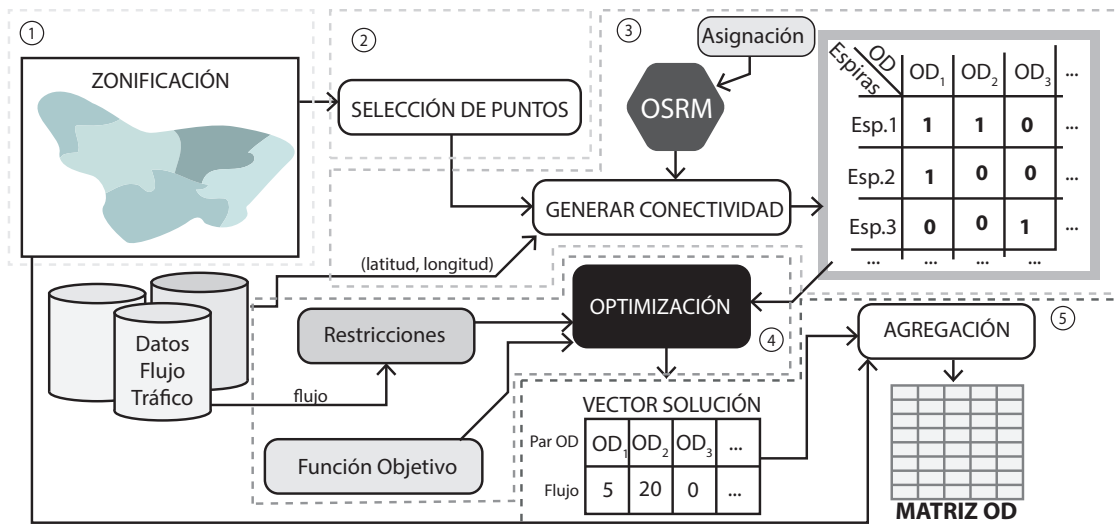 1
ZONIFICACIÓN
2
SELECCIÓN DE PUNTOS
3
Asignación
OSRM
GENERAR CONECTIVIDAD
OD
Espiras
OD1 OD2 OD3 ...
Esp.1 1 1 0 ...
Esp.2 1 0 0 ...
Esp.3 0 0 1 ...
... ... ... ...
(latitud, longitud)
Datos
Flujo
Tráfico
flujo
Restricciones
Función Objetivo
OPTIMIZACIÓN
4
VECTOR SOLUCIÓN
Par OD OD1 OD2 OD3 ...
Flujo 5 20 0 ...
5
AGREGACIÓN
MATRIZ OD